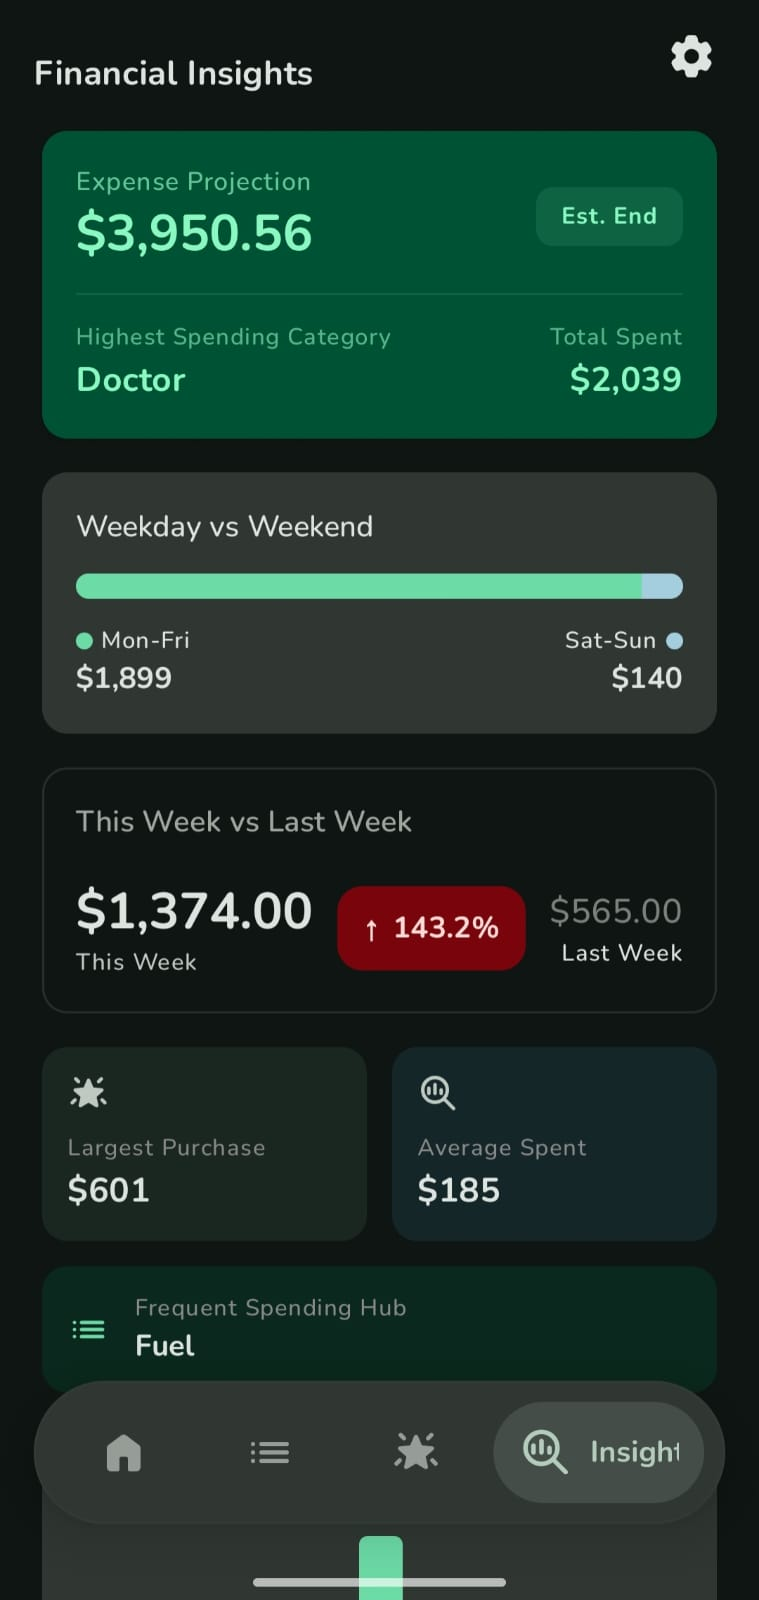 Financial Insights
Expense Projection
$3,950.56
Est. End
Highest Spending Category
Total Spent
Doctor
$2,039
Weekday vs Weekend
Mon-Fri
Sat-Sun
$1,899
$140
This Week vs Last Week
$1,374.00
↑ 143.2%
$565.00
This Week
Last Week
Largest Purchase
$601
Average Spent
$185
Frequent Spending Hub
Fuel
Insight